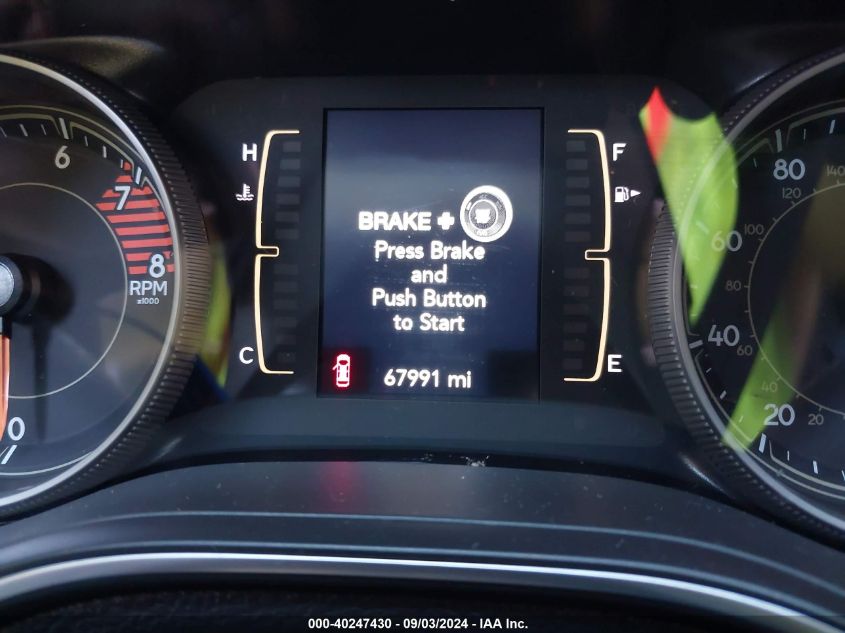 6
7
8
RPM
x1000
0
H
C
BRAKE +
Press Brake
and
Push Button
to Start
67991 mi
F
E
80
60
40
20
140
120
100
80
60
40
20
000-40247430 - 09/03/2024 - IAA Inc.